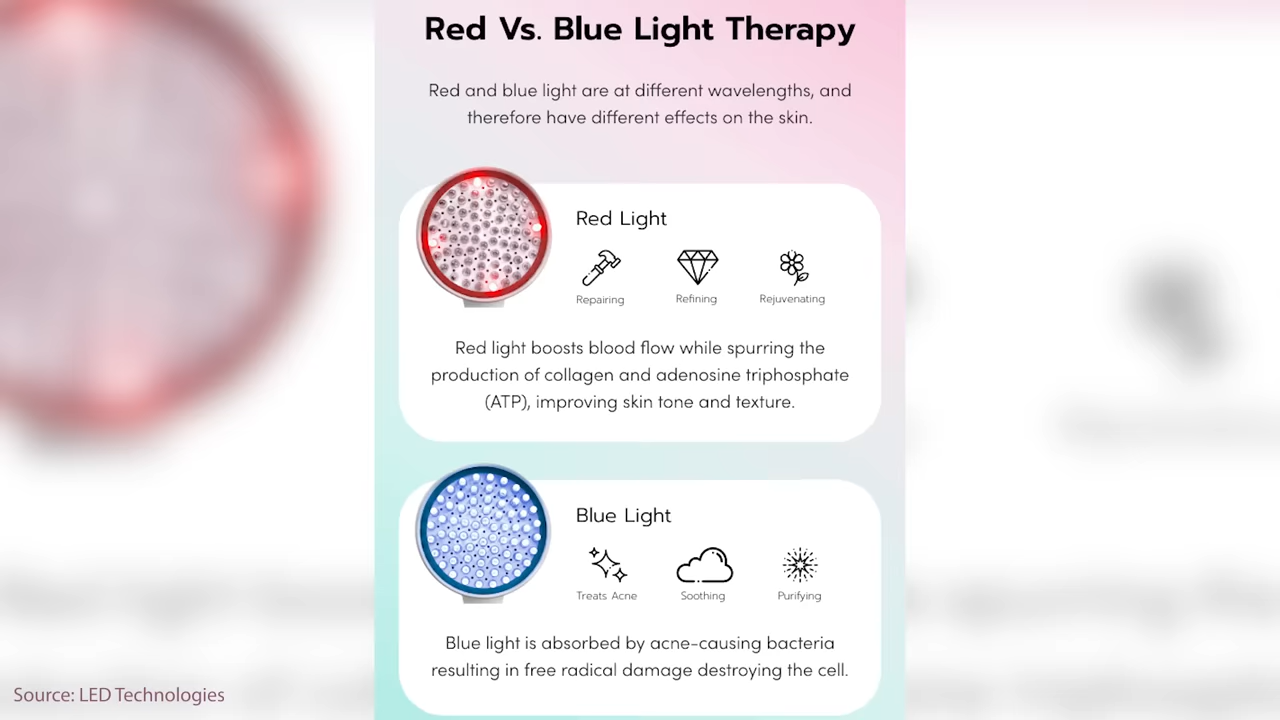 Red Vs. Blue Light Therapy
Red and blue light are at different wavelengths, and
therefore have different effects on the skin.
Red Light
Repairing Refining Rejuvenating
Red light boosts blood flow while spurring the
production of collagen and adenosine triphosphate
(ATP), improving skin tone and texture.
Blue Light
Treats Acne Soothing Purifying
Blue light is absorbed by acne-causing bacteria
resulting in free radical damage destroying the cell.
Source: LED Technologies